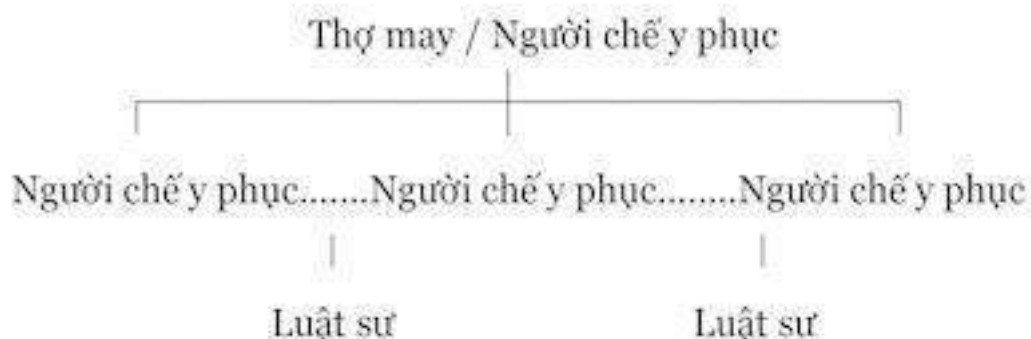 Thợ may / Người chế y phục
Người chế y phục.......Người chế y phục........Người chế y phục
Luật sư Luật sư